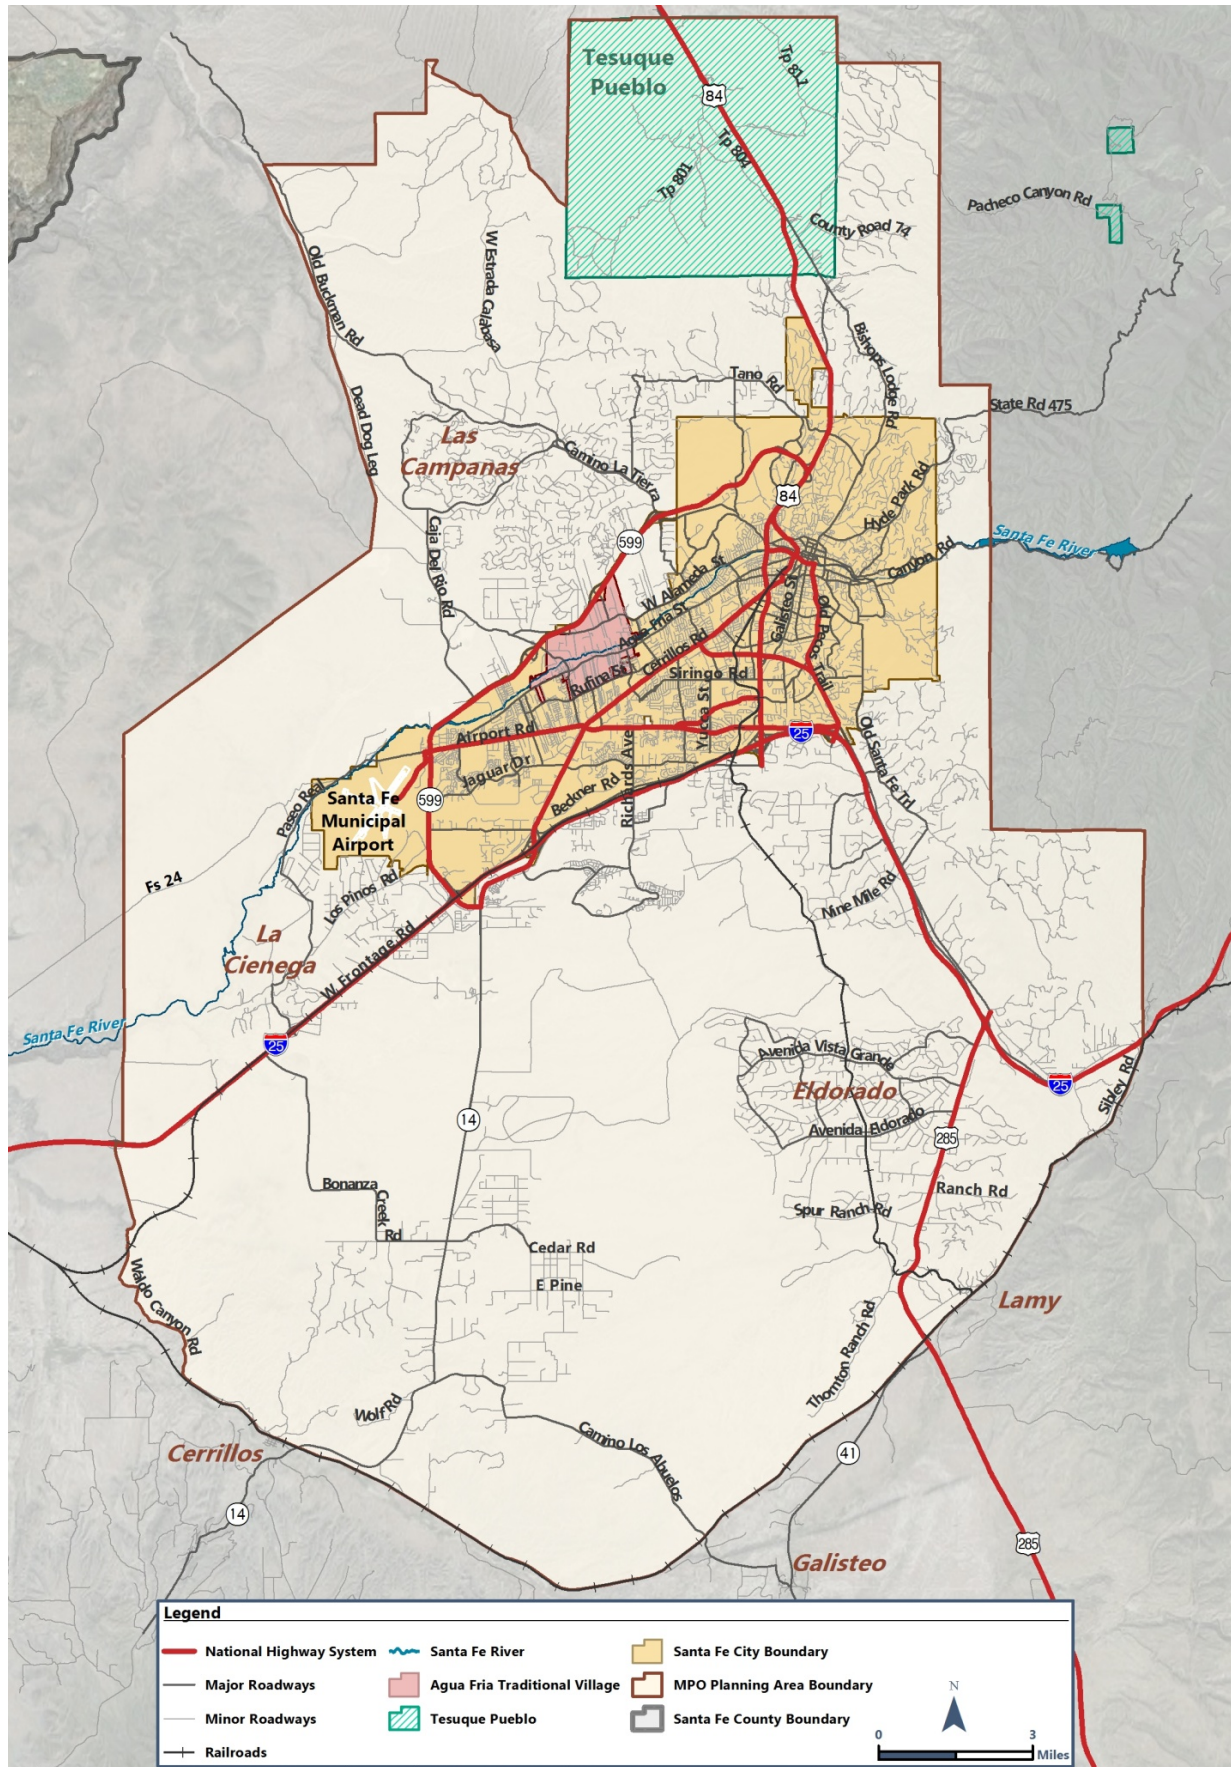 Tesuque
Pueblo
Tp 817
84
Tp 804
Tp 801
Pacheco Canyon Rd
County Road 74
W Estrada Calabasa
Old Buckman Rd
Bishops Lodge Rd
Tano Rd
Dead Dog Leg
State Rd 475
Las
Campanas
Camino La Tierra
Hyde Park Rd
84
Caja Del Rio Rd
599
Santa Fe River
Canyon Rd
W Alameda St
Galisteo St
Agua Fria St
Old Pecos
Trail
Cerrillos Rd
Rufina St
Siringo Rd
Yucca St
Airport Rd
25
Old Santa Fe Trl
Jaguar Dr
Richards Ave
Beckner Rd
Paseo Real
Santa Fe
Municipal
Airport
599
Fs 24
Los Pinos Rd
Nine Mile Rd
La
Cienega
W Frontage Rd
Santa Fe River
25
Avenida Vista Grande
Eldorado
25
Sibley Rd
14
Avenida Eldorado
285
Bonanza
Creek
Rd
Ranch Rd
Spur Ranch Rd
Cedar Rd
E Pine
Waldo Canyon Rd
Lamy
Thornton Ranch Rd
Wolf Rd
Camino Los Abuelos
Cerrillos
41
14
Galisteo
285
Legend
National Highway System
Santa Fe River
Santa Fe City Boundary
Major Roadways
Agua Fria Traditional Village
MPO Planning Area Boundary
Minor Roadways
Tesuque Pueblo
Santa Fe County Boundary
Railroads
N
0 3
Miles